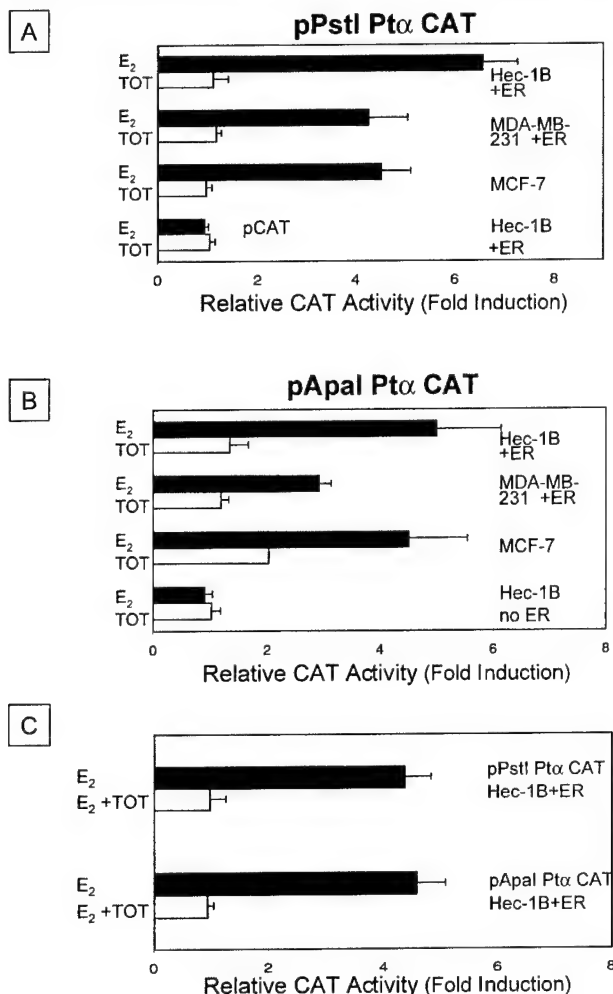 A
pPstI Ptα CAT
E2
TOT
Hec-1B
+ER
E2
TOT
MDA-MB-
231 +ER
E2
TOT
MCF-7
E2
TOT
pCAT
Hec-1B
+ER
0 2 4 6 8
Relative CAT Activity (Fold Induction)
B
pApaI Ptα CAT
E2
TOT
Hec-1B
+ER
E2
TOT
MDA-MB-
231 +ER
E2
TOT
MCF-7
E2
TOT
Hec-1B
no ER
0 2 4 6 8
Relative CAT Activity (Fold Induction)
C
E2
E2 +TOT
pPstI Ptα CAT
Hec-1B+ER
E2
E2 +TOT
pApaI Ptα CAT
Hec-1B+ER
0 2 4 6 8
Relative CAT Activity (Fold Induction)